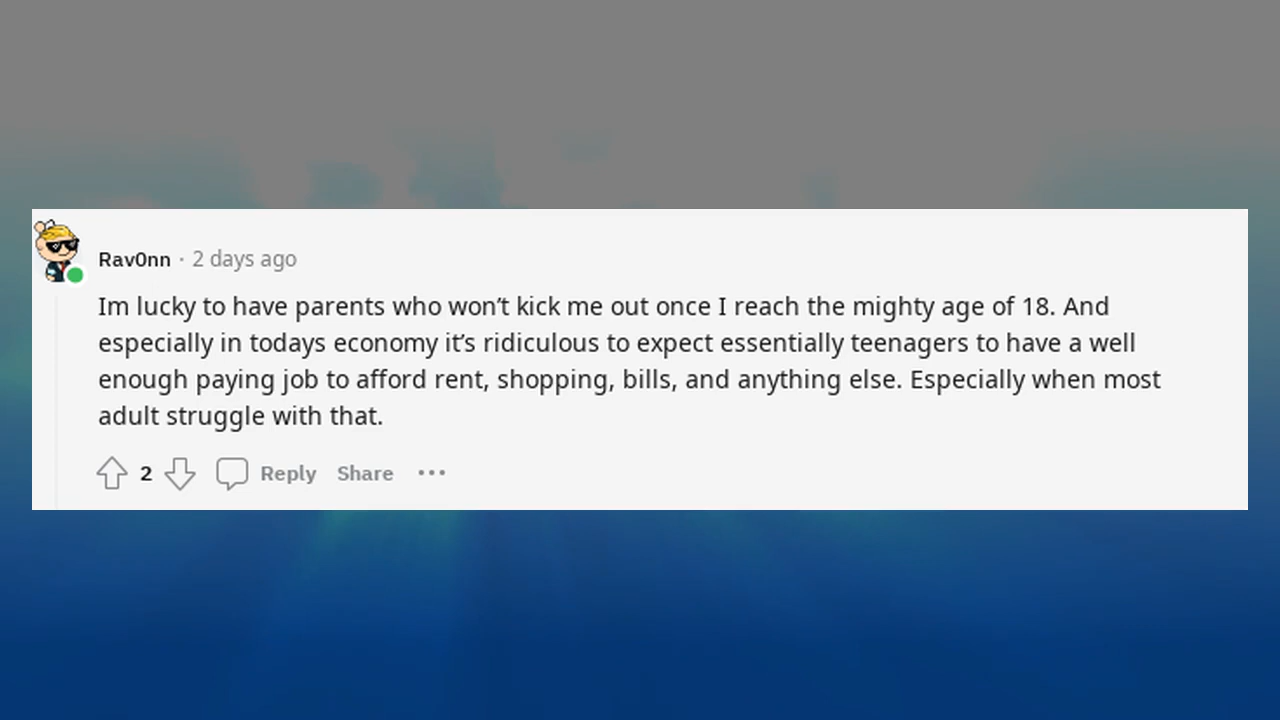 Rav0nn · 2 days ago
Im lucky to have parents who won’t kick me out once I reach the mighty age of 18. And
especially in todays economy it’s ridiculous to expect essentially teenagers to have a well
enough paying job to afford rent, shopping, bills, and anything else. Especially when most
adult struggle with that.
2 Reply Share ···